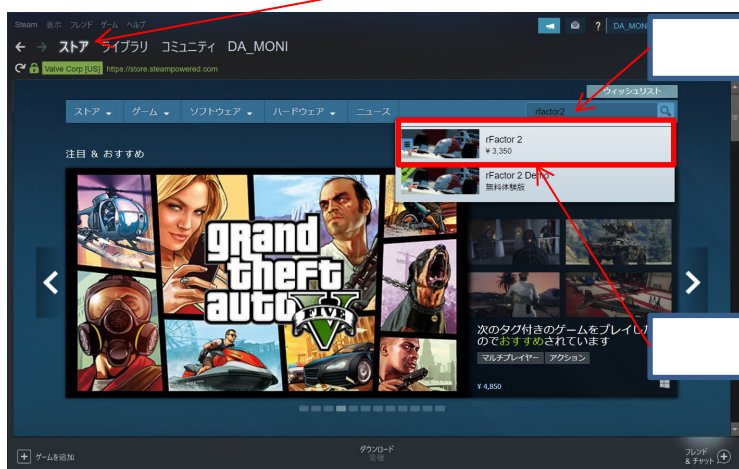 Steam 表示 フレンド ゲーム ヘルプ
? DA_MON
ストア ライブラリ コミュニティ DA_MONI
Valve Corp [US] https://store.steampowered.com
ウィッシュリスト
ストア ゲーム ソフトウェア ハードウェア ニュース
rfactor2
rFactor 2
¥ 3,350
rFactor 2 Demo
無料体験版
注目 & おすすめ
grand
theft
auto
FIVE
V
次のタグ付きのゲームをプレイした
のでおすすめされています
マルチプレイヤー アクション
¥ 4,850
ゲームを追加
ダウンロード
管理
フレンド
& チャット